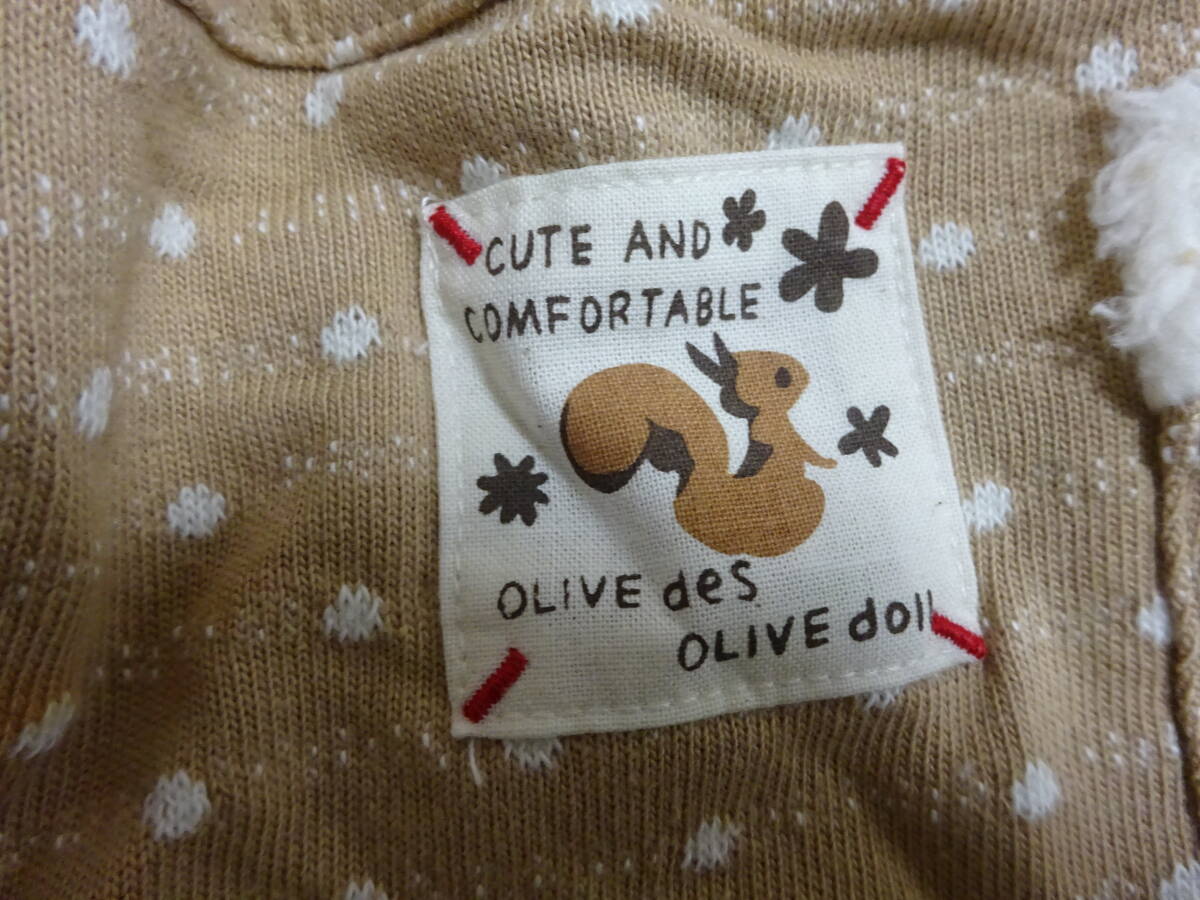 CUTE AND
COMFORTABLE
OLIVE des
OLIVE doll